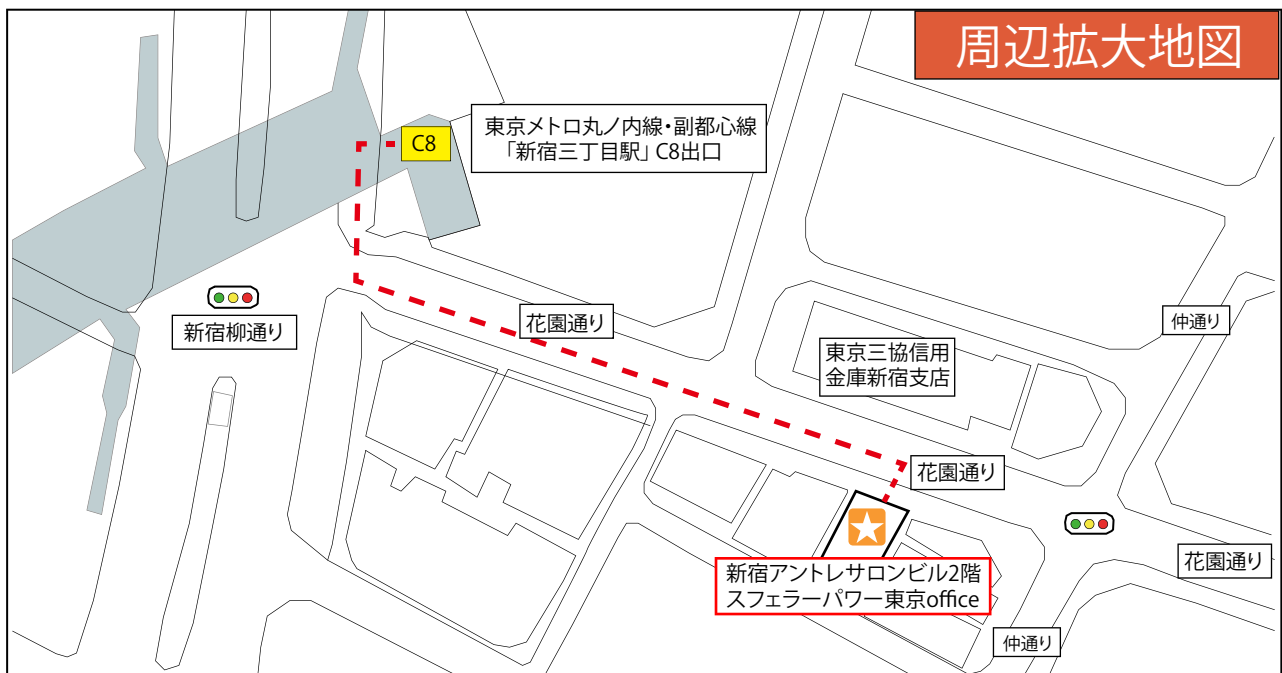 周辺拡大地図
C8
東京メトロ丸ノ内線・副都心線
「新宿三丁目駅」C8出口
新宿柳通り
花園通り
仲通り
東京三協信用
金庫新宿支店
花園通り
花園通り
新宿アントレサロンビル2階
スフェラーパワー東京office
仲通り